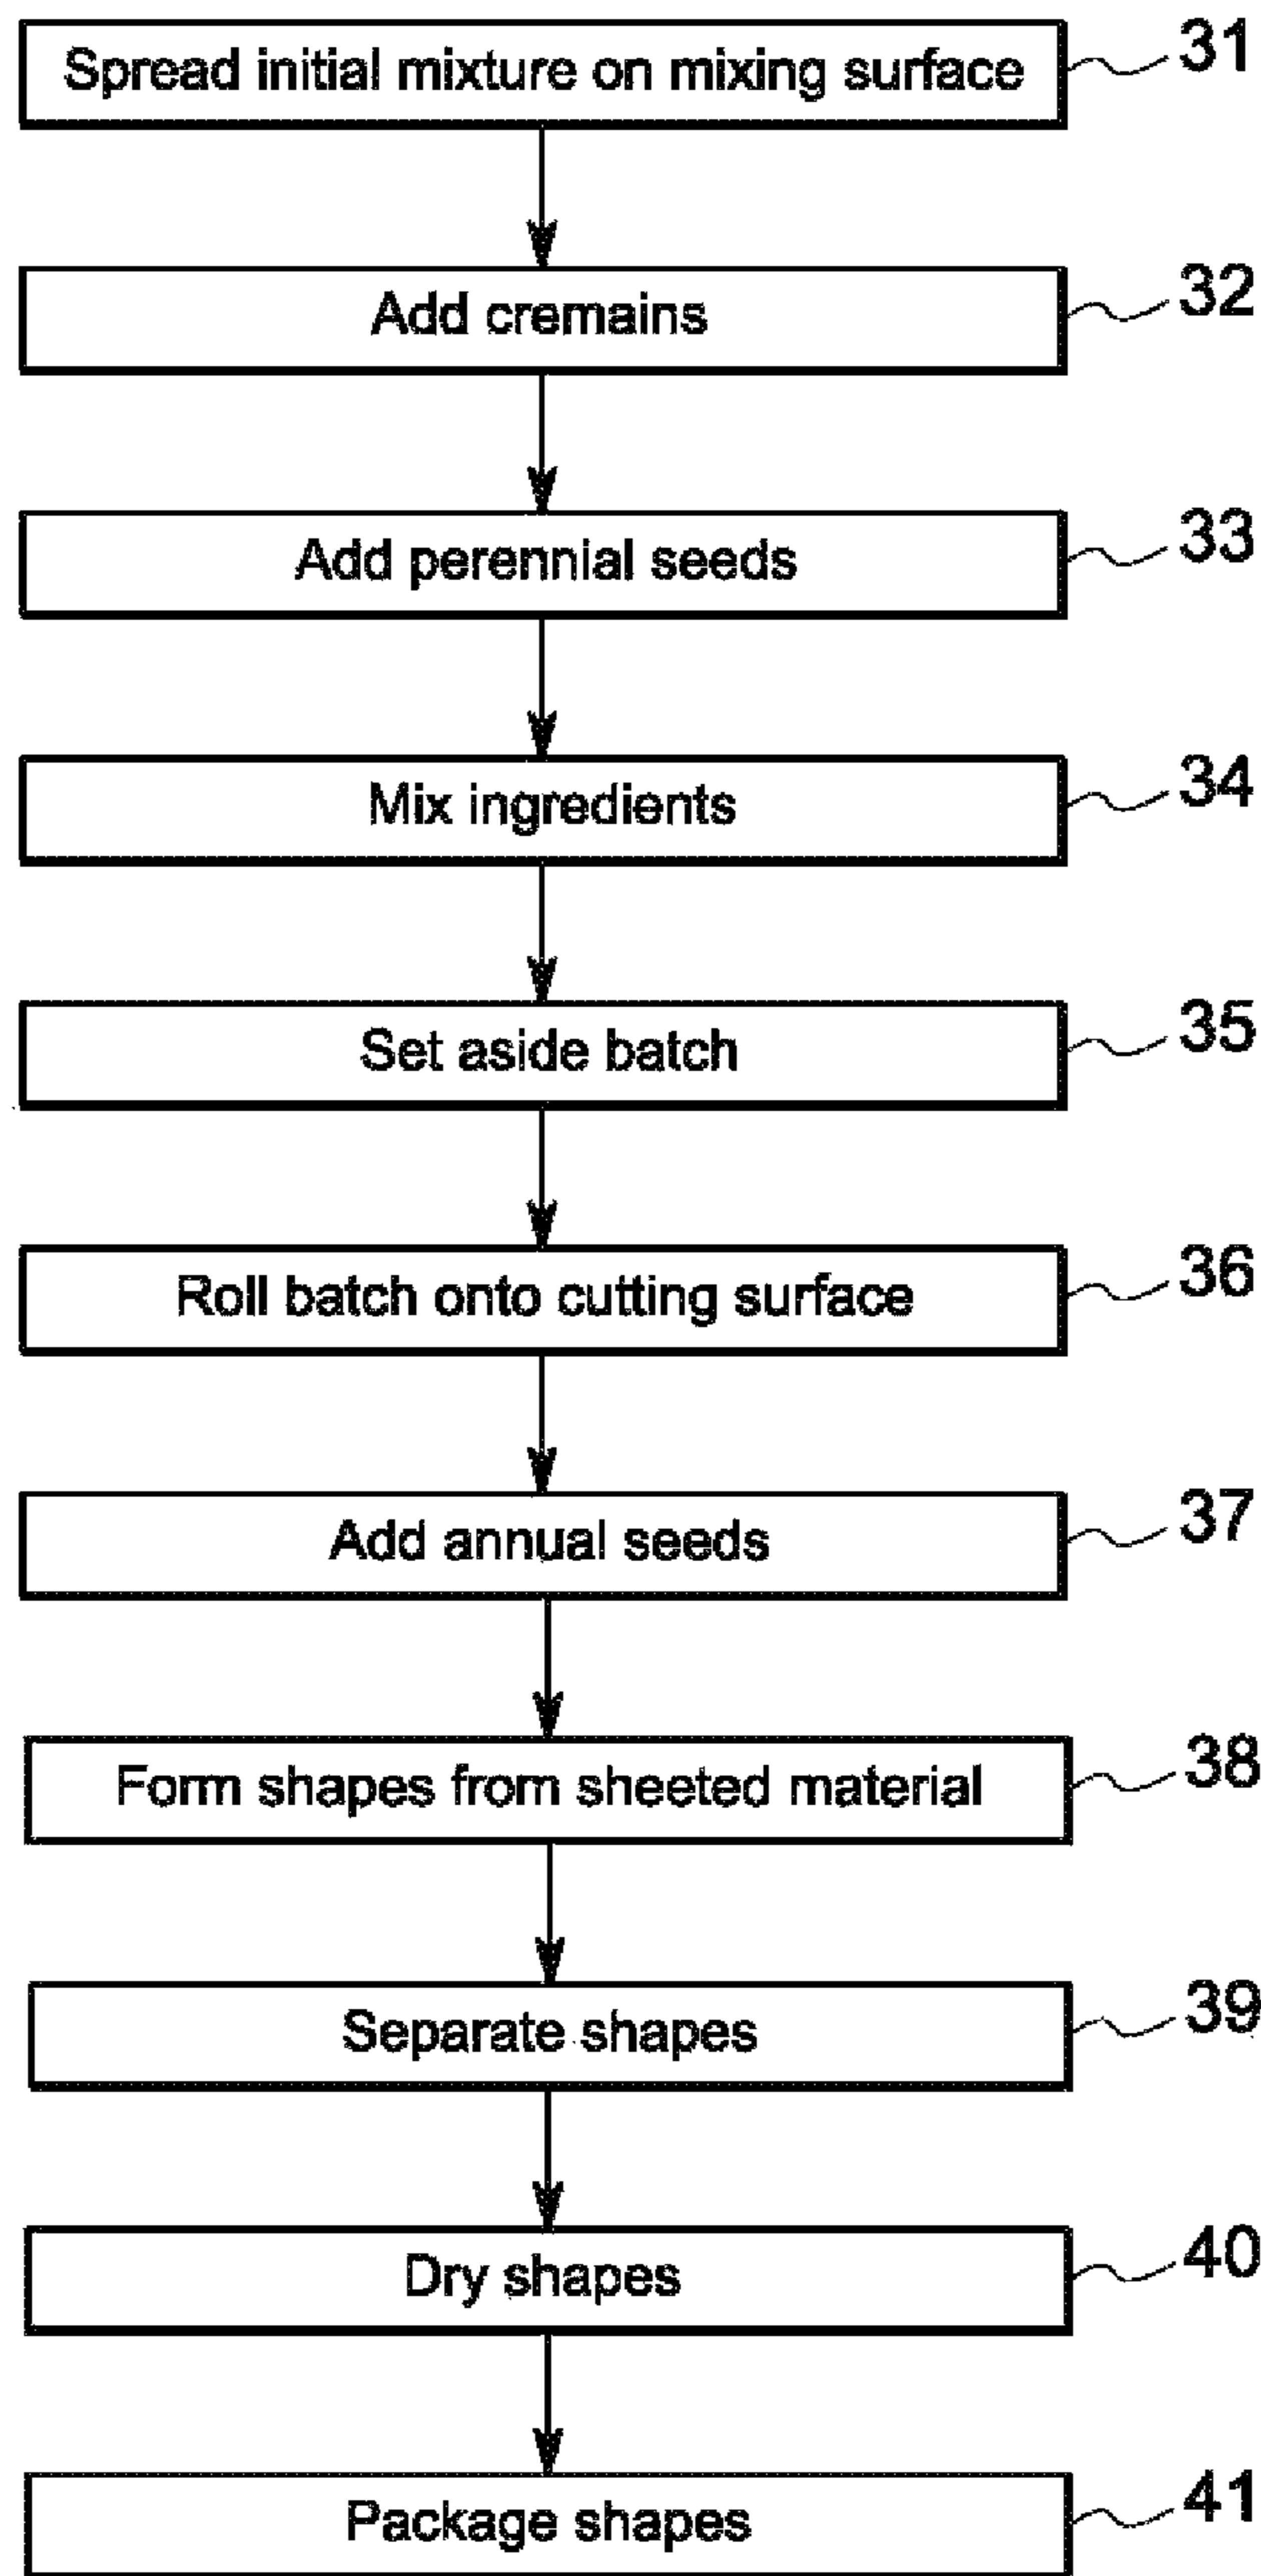 Spread initial mixture on mixing surface 31
Add cremains 32
Add perennial seeds 33
Mix ingredients 34
Set aside batch 35
Roll batch onto cutting surface 36
Add annual seeds 37
Form shapes from sheeted material 38
Separate shapes 39
Dry shapes 40
Package shapes 41